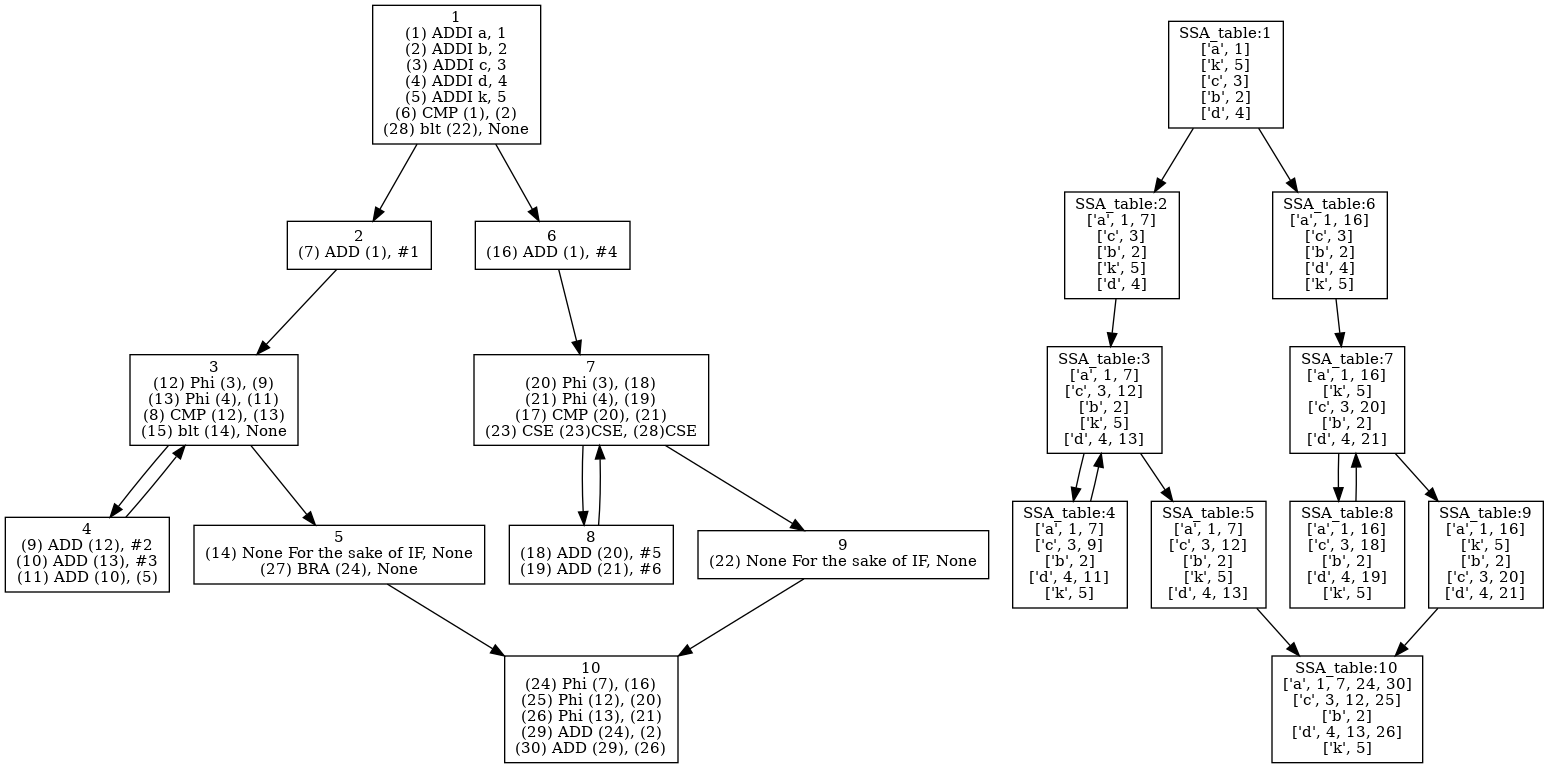 1
(1) ADDI a, 1
(2) ADDI b, 2
(3) ADDI c, 3
(4) ADDI d, 4
(5) ADDI k, 5
(6) CMP (1), (2)
(28) blt (22), None
2
(7) ADD (1), #1
6
(16) ADD (1), #4
3
(12) Phi (3), (9)
(13) Phi (4), (11)
(8) CMP (12), (13)
(15) blt (14), None
7
(20) Phi (3), (18)
(21) Phi (4), (19)
(17) CMP (20), (21)
(23) CSE (23)CSE, (28)CSE
4
(9) ADD (12), #2
(10) ADD (13), #3
(11) ADD (10), (5)
5
(14) None For the sake of IF, None
(27) BRA (24), None
8
(18) ADD (20), #5
(19) ADD (21), #6
9
(22) None For the sake of IF, None
10
(24) Phi (7), (16)
(25) Phi (12), (20)
(26) Phi (13), (21)
(29) ADD (24), (2)
(30) ADD (29), (26)
SSA_table:1
['a', 1]
['k', 5]
['c', 3]
['b', 2]
['d', 4]
SSA_table:2
['a', 1, 7]
['c', 3]
['b', 2]
['k', 5]
['d', 4]
SSA_table:6
['a', 1, 16]
['c', 3]
['b', 2]
['d', 4]
['k', 5]
SSA_table:3
['a', 1, 7]
['c', 3, 12]
['b', 2]
['k', 5]
['d', 4, 13]
SSA_table:7
['a', 1, 16]
['k', 5]
['c', 3, 20]
['b', 2]
['d', 4, 21]
SSA_table:4
['a', 1, 7]
['c', 3, 9]
['b', 2]
['d', 4, 11]
['k', 5]
SSA_table:5
['a', 1, 7]
['c', 3, 12]
['b', 2]
['k', 5]
['d', 4, 13]
SSA_table:8
['a', 1, 16]
['c', 3, 18]
['b', 2]
['d', 4, 19]
['k', 5]
SSA_table:9
['a', 1, 16]
['k', 5]
['b', 2]
['c', 3, 20]
['d', 4, 21]
SSA_table:10
['a', 1, 7, 24, 30]
['c', 3, 12, 25]
['b', 2]
['d', 4, 13, 26]
['k', 5]